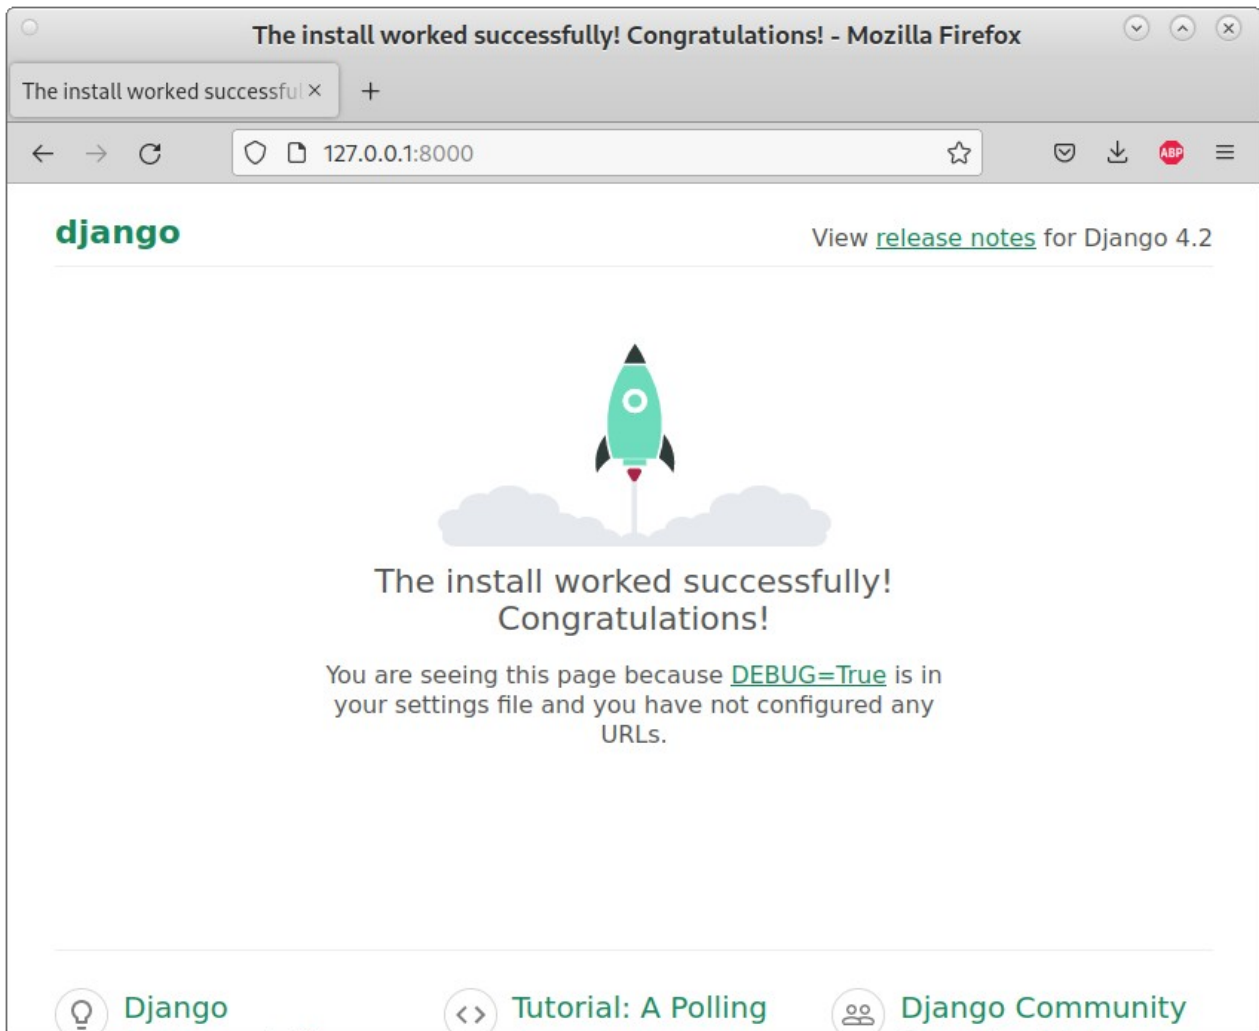 The install worked successfully! Congratulations! - Mozilla Firefox
The install worked successful
127.0.0.1:8000
ABP
django
View release notes for Django 4.2
The install worked successfully!
Congratulations!
You are seeing this page because DEBUG=True is in
your settings file and you have not configured any
URLs.
Django
Tutorial: A Polling
Django Community